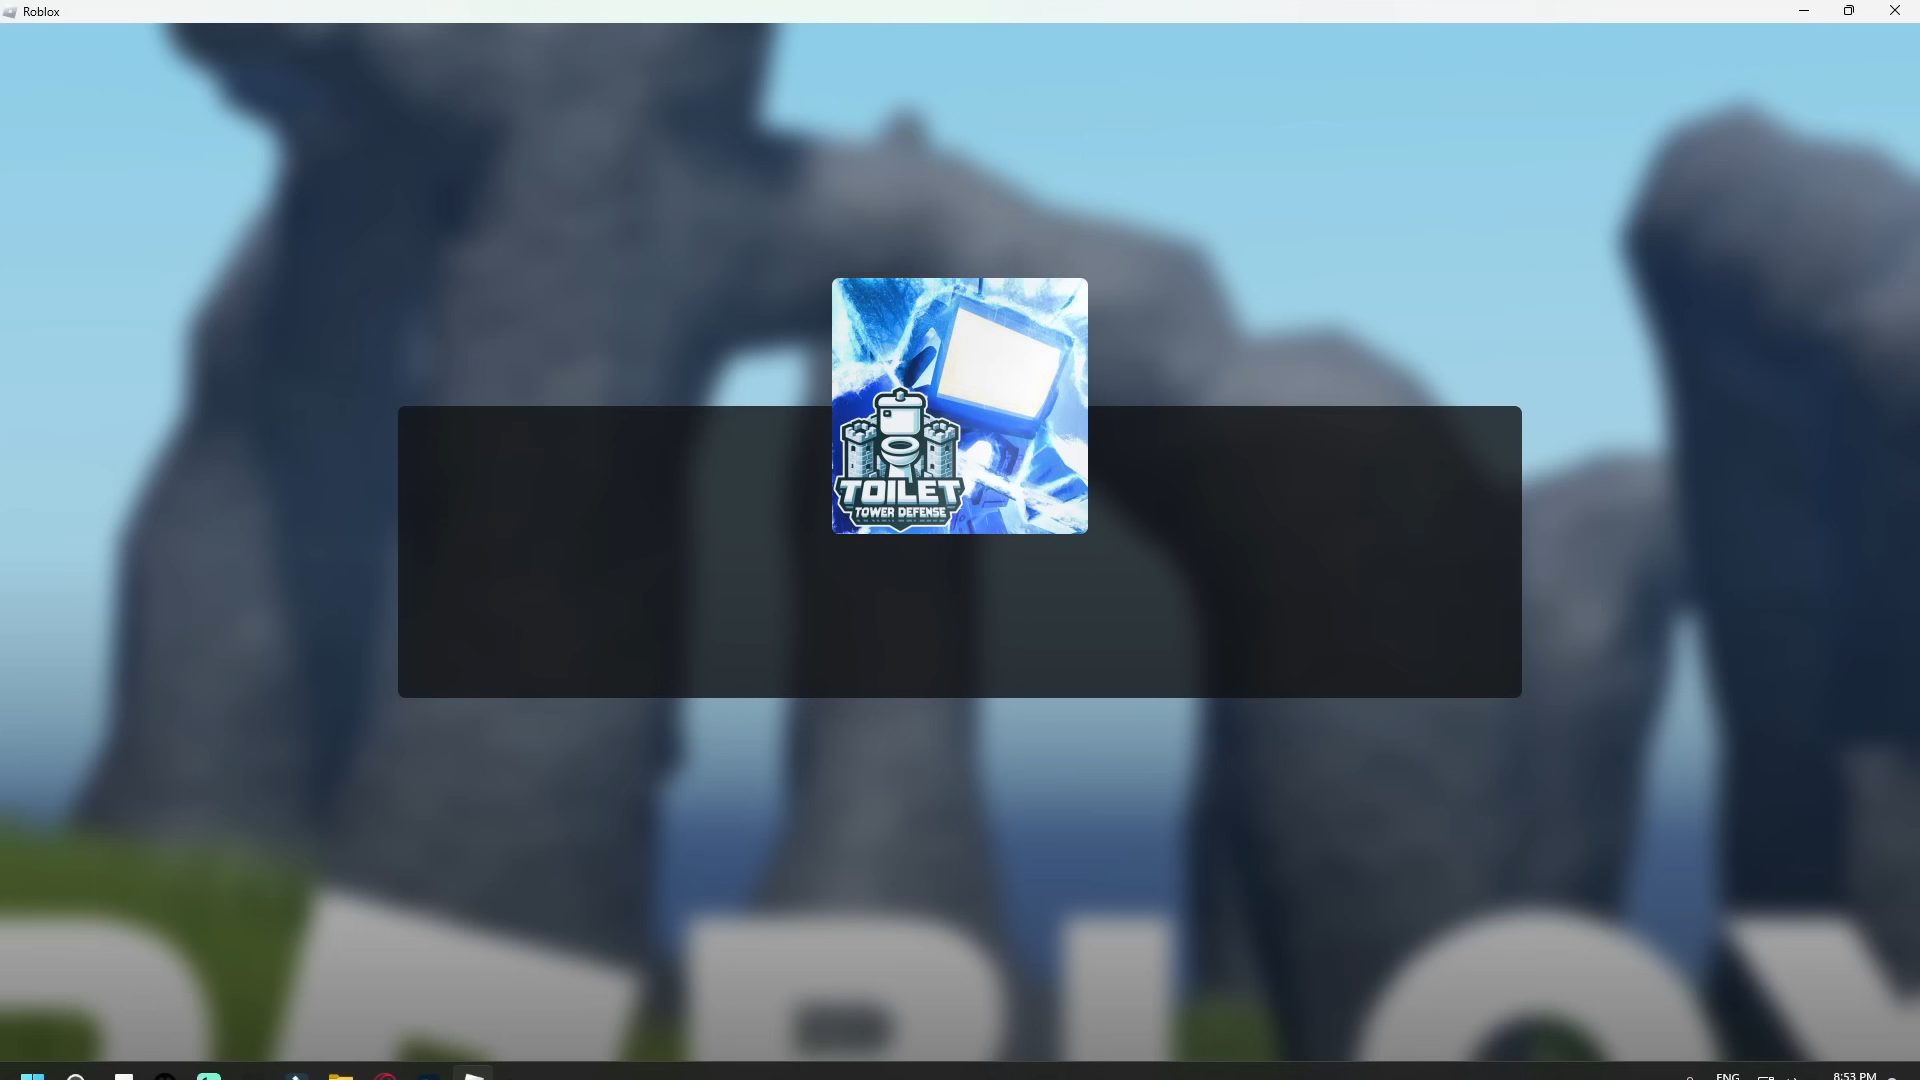 Roblox
TOILET
TOWER DEFENSE
ENG
8:53 PM